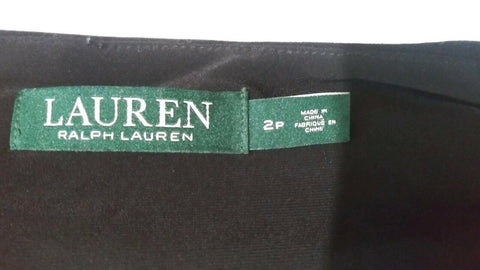 LAUREN
RALPH LAUREN
2P
MADE IN
CHINA
FABRIQUÉ EN
CHINE